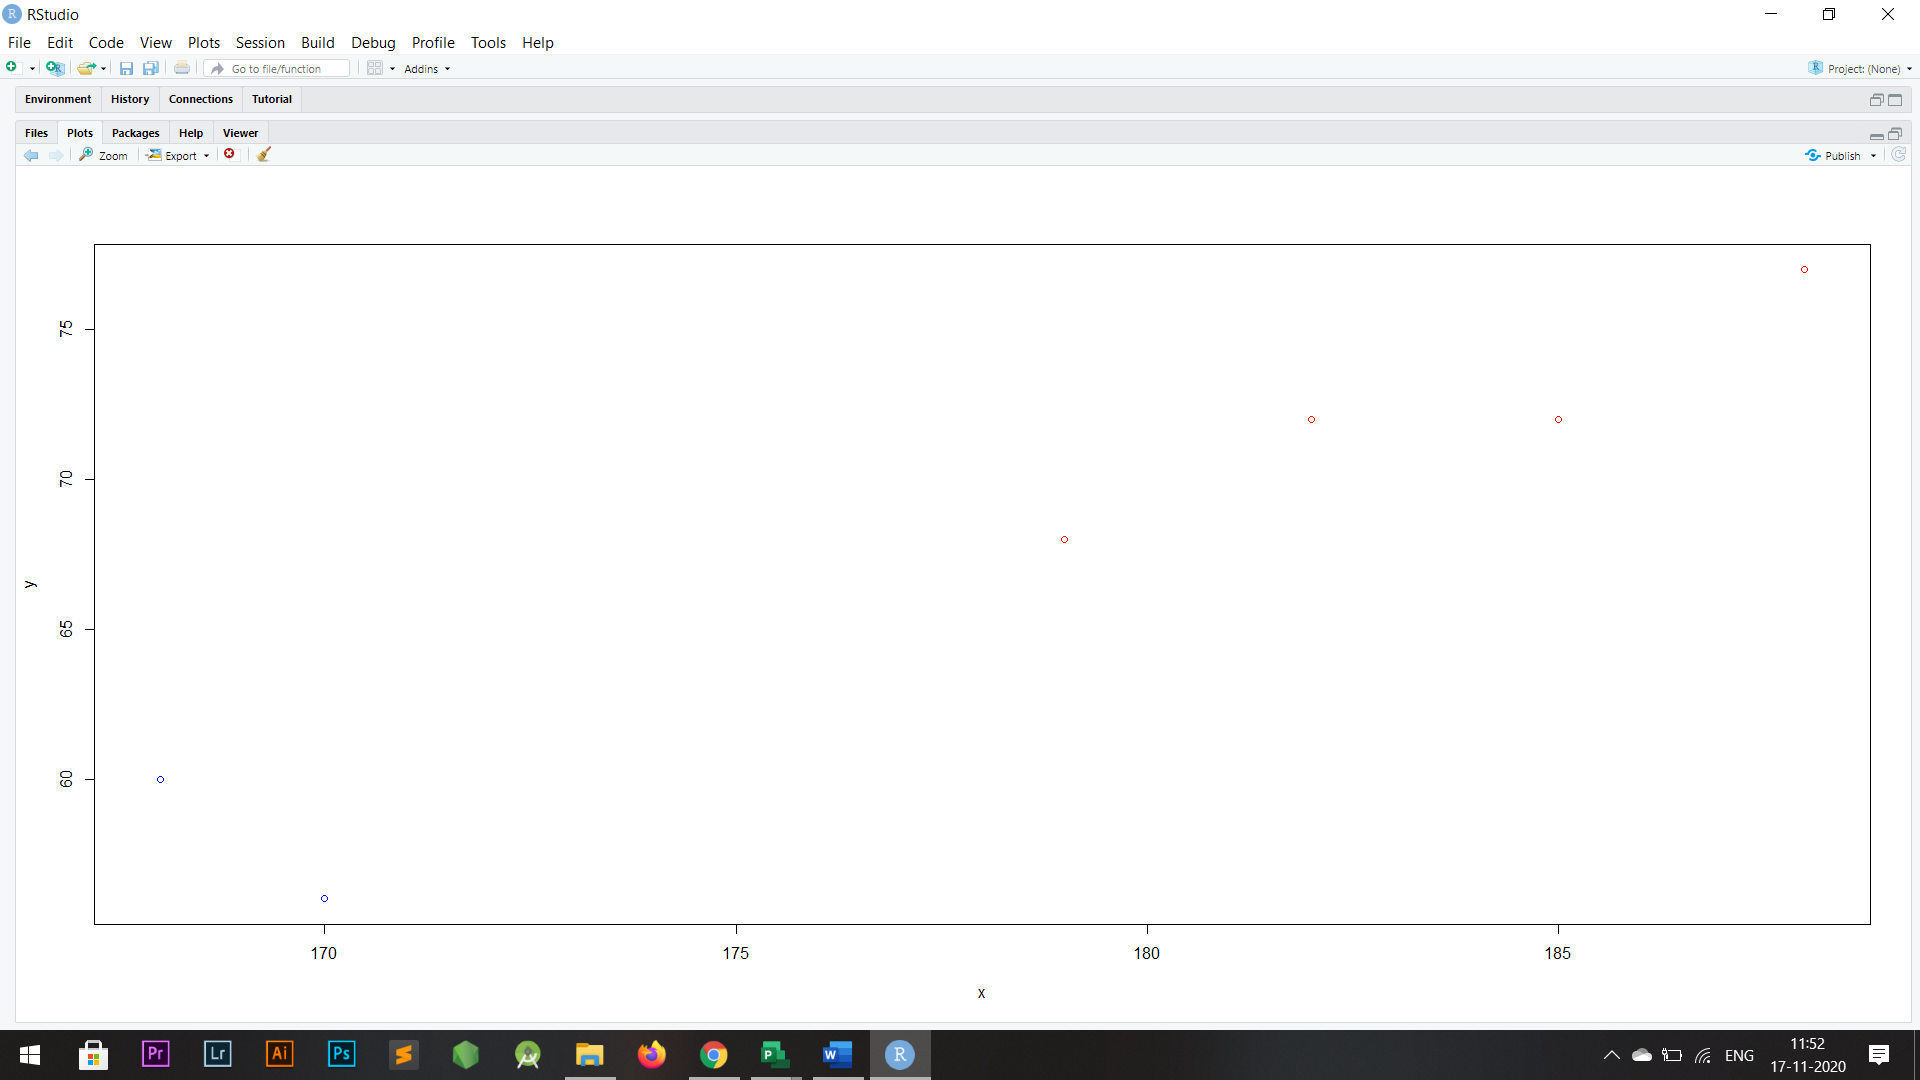 RStudio
File Edit Code View Plots Session Build Debug Profile Tools Help
Go to file/function Addins Project: (None)
Environment History Connections Tutorial
Files Plots Packages Help Viewer
Zoom Export Publish
75
70
65
60
y
170 175 180 185
x
Pr Lr Ai Ps P W R ENG 11:52
17-11-2020